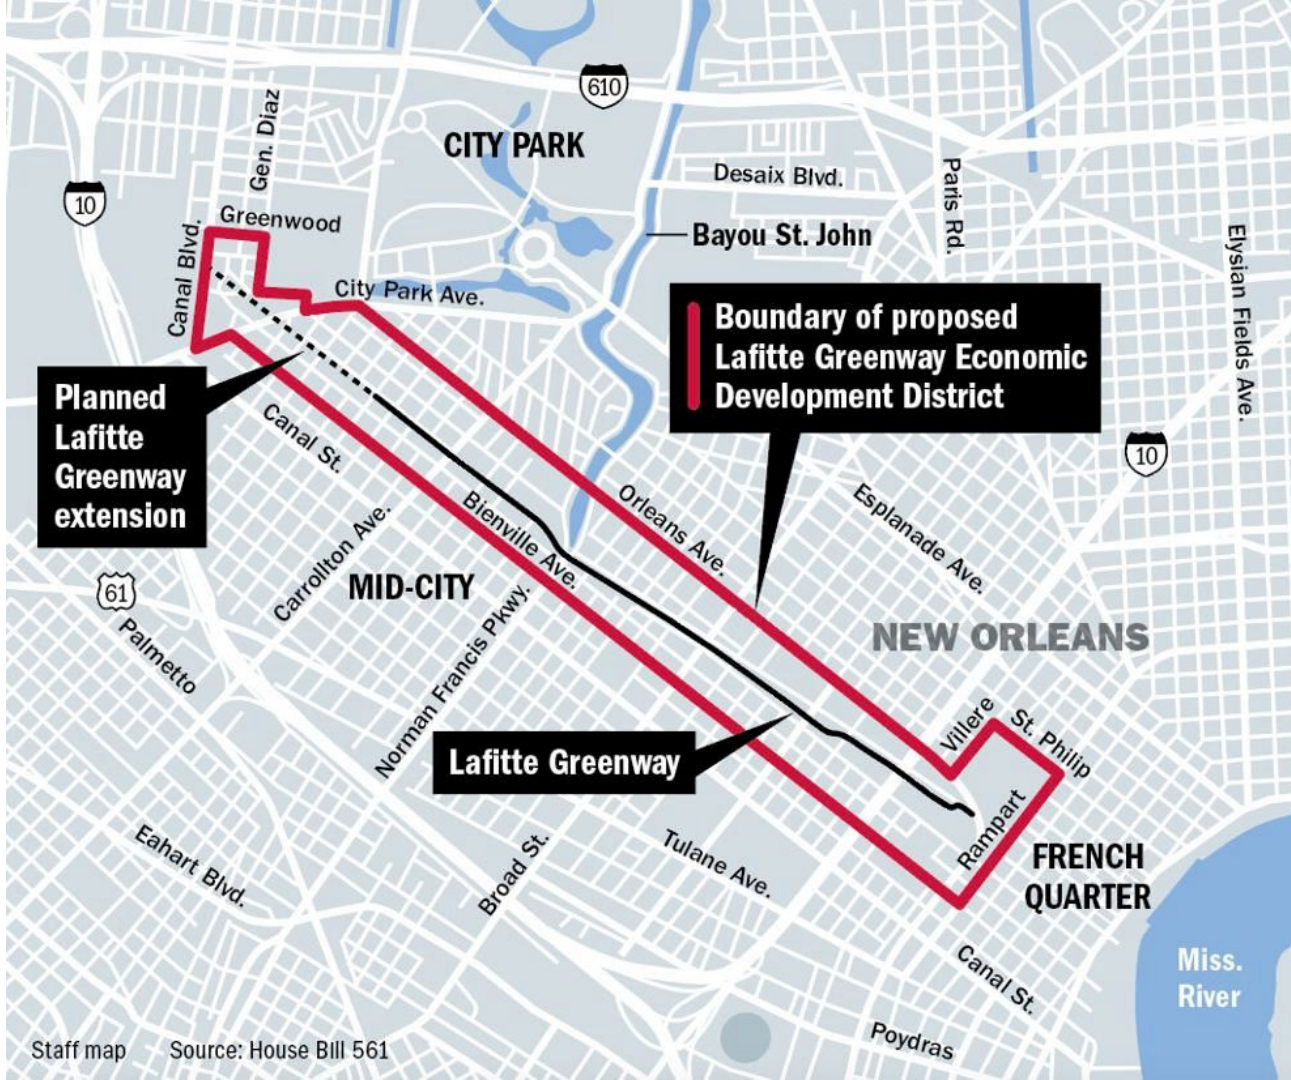 610
CITY PARK
Gen. Diaz
Desaix Blvd.
Paris Rd.
10
Greenwood
Canal Blvd.
Bayou St. John
Elysian Fields Ave.
City Park Ave.
Boundary of proposed
Lafitte Greenway Economic
Development District
Planned
Lafitte
Greenway
extension
Canal St.
10
Orleans Ave.
Esplanade Ave.
Bienville Ave.
Carrollton Ave.
MID-CITY
61
Palmetto
Norman Francis Pkwy.
NEW ORLEANS
Villere
St. Philip
Lafitte Greenway
Rampart
Eahart Blvd.
Broad St.
Tulane Ave.
FRENCH
QUARTER
Canal St.
Miss.
River
Poydras
Staff map
Source: House BIll 561